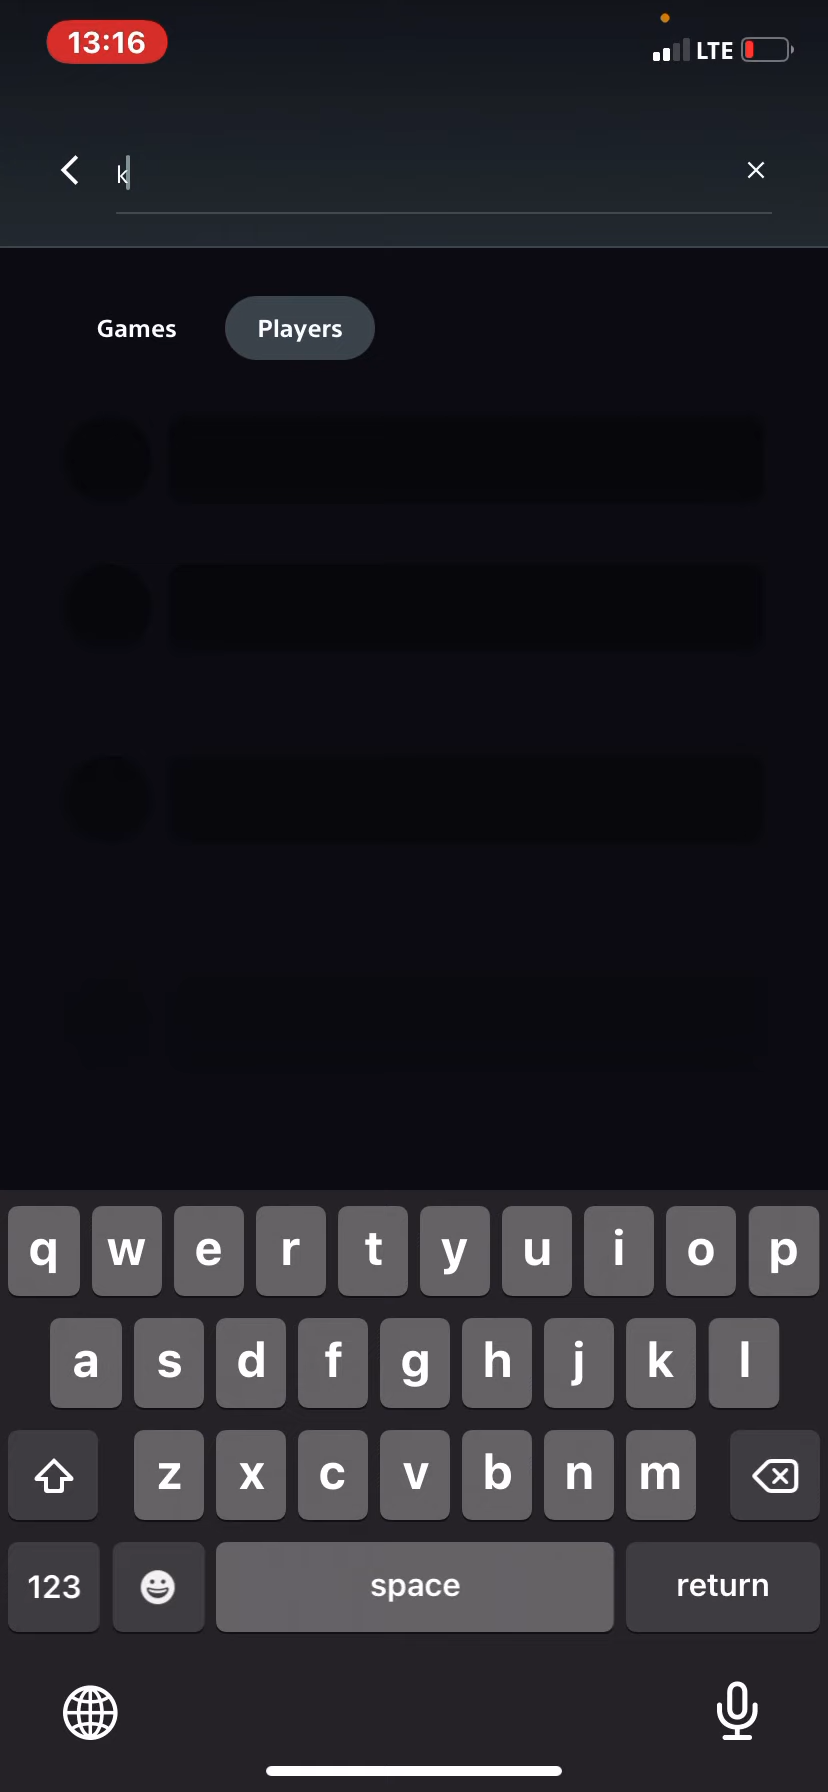 13:16
LTE
k
Games
Players
q w e r t y u i o p
a s d f g h j k l
z x c v b n m
123
space
return